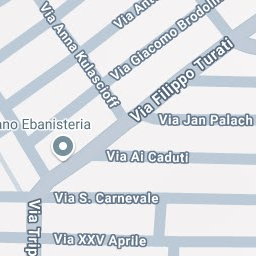 Via Anna Kuliscioff
Via Giacomo Brodolin
Via Filippo Turati
ano Ebanisteria
Via Jan Palach
Via Ai Caduti
Via S. Carnevale
Via Trip
Via XXV Aprile